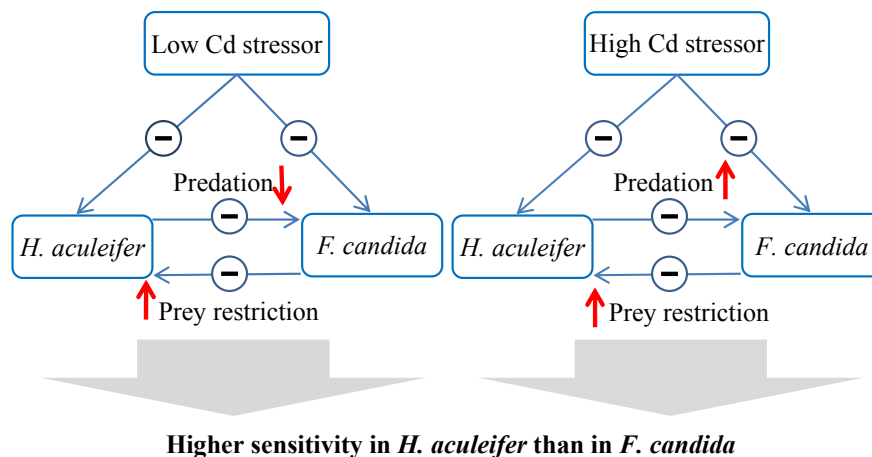 Low Cd stressor
High Cd stressor
Predation
Predation
H. aculeifer
F. candida
H. aculeifer
F. candida
Prey restriction
Prey restriction
Higher sensitivity in H. aculeifer than in F. candida